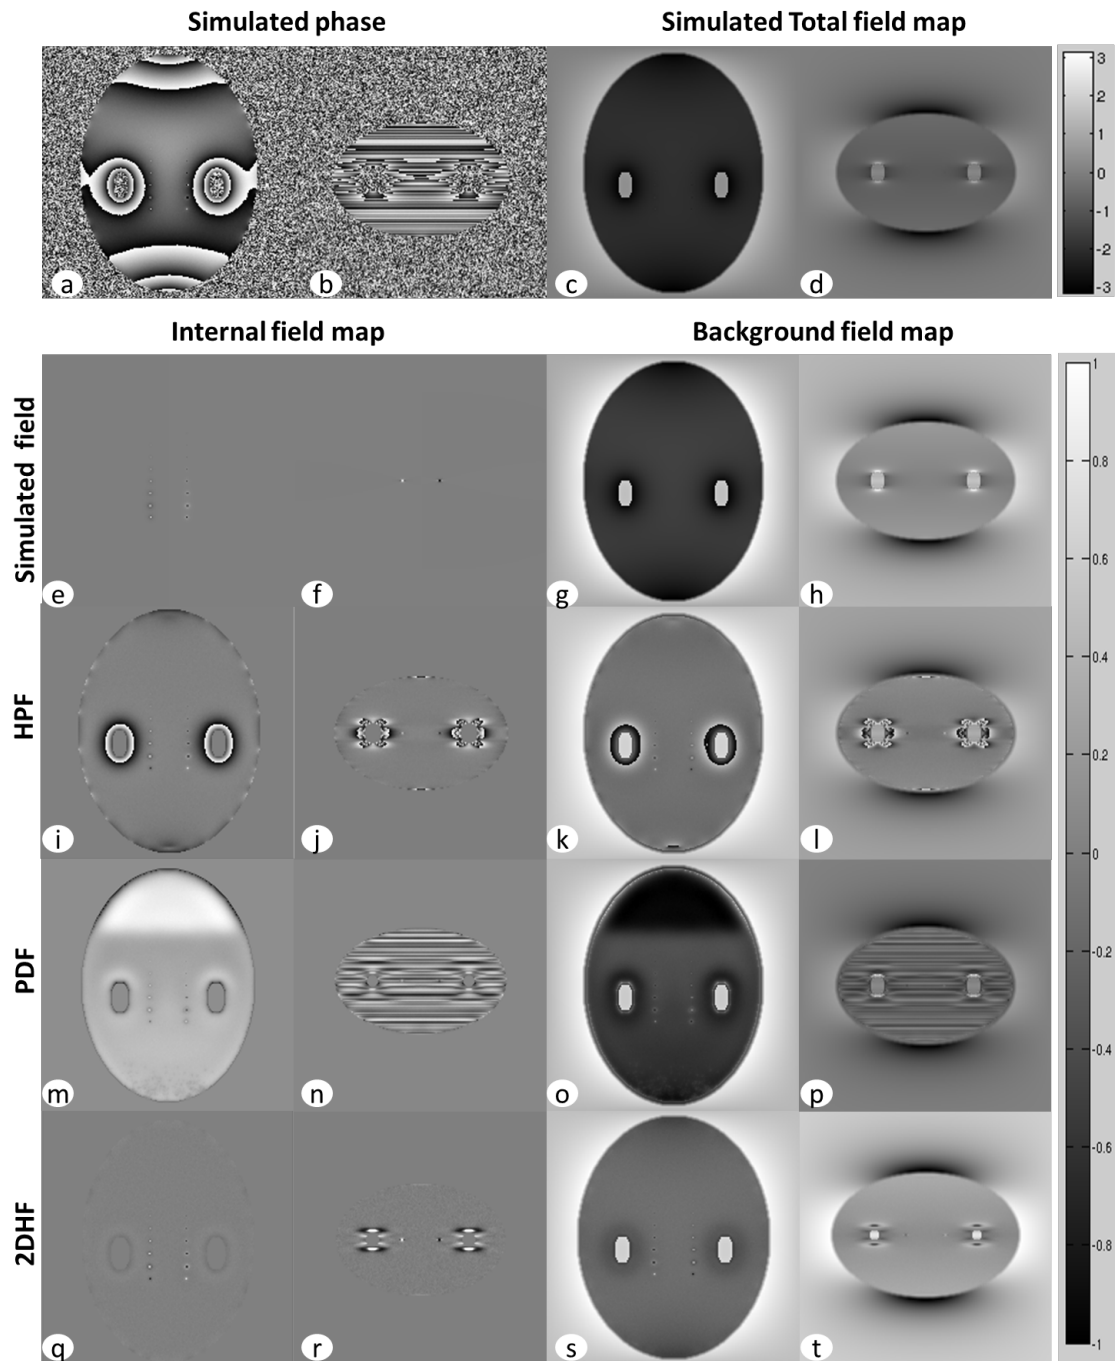 Simulated phase
Simulated Total field map
a
b
c
d
3
2
1
0
-1
-2
-3
Internal field map
Background field map
Simulated field
e
f
g
h
HPF
i
j
k
l
PDF
m
n
o
p
2DHF
q
r
s
t
1
0.8
0.6
0.4
0.2
0
-0.2
-0.4
-0.6
-0.8
-1